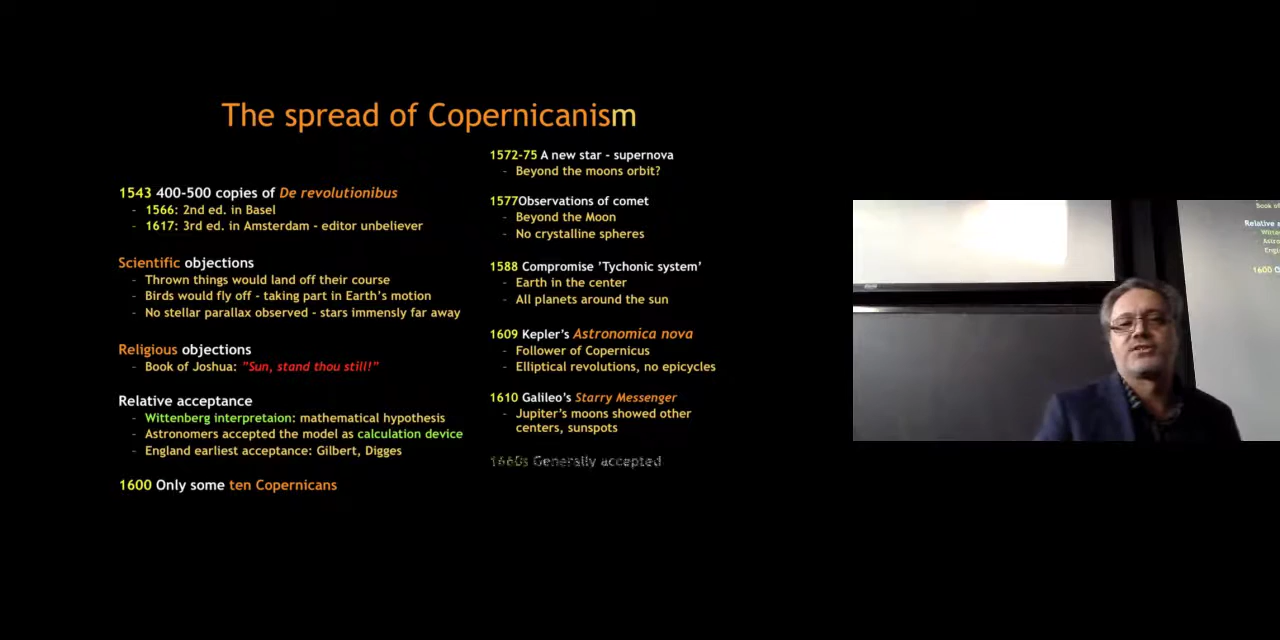 The spread of Copernicanism
1543 400-500 copies of De revolutionibus
- 1566: 2nd ed. in Basel
- 1617: 3rd ed. in Amsterdam - editor unbeliever
Scientific objections
- Thrown things would land off their course
- Birds would fly off - taking part in Earth's motion
- No stellar parallax observed - stars immensly far away
Religious objections
- Book of Joshua: "Sun, stand thou still!"
Relative acceptance
- Wittenberg interpretaion: mathematical hypothesis
- Astronomers accepted the model as calculation device
- England earliest acceptance: Gilbert, Digges
1600 Only some ten Copernicans
1572-75 A new star - supernova
- Beyond the moons orbit?
1577Observations of comet
- Beyond the Moon
- No crystalline spheres
1588 Compromise 'Tychonic system'
- Earth in the center
- All planets around the sun
1609 Kepler's Astronomica nova
- Follower of Copernicus
- Elliptical revolutions, no epicycles
1610 Galileo's Starry Messenger
- Jupiter's moons showed other
centers, sunspots
1660s Generally accepted
Relative
1600